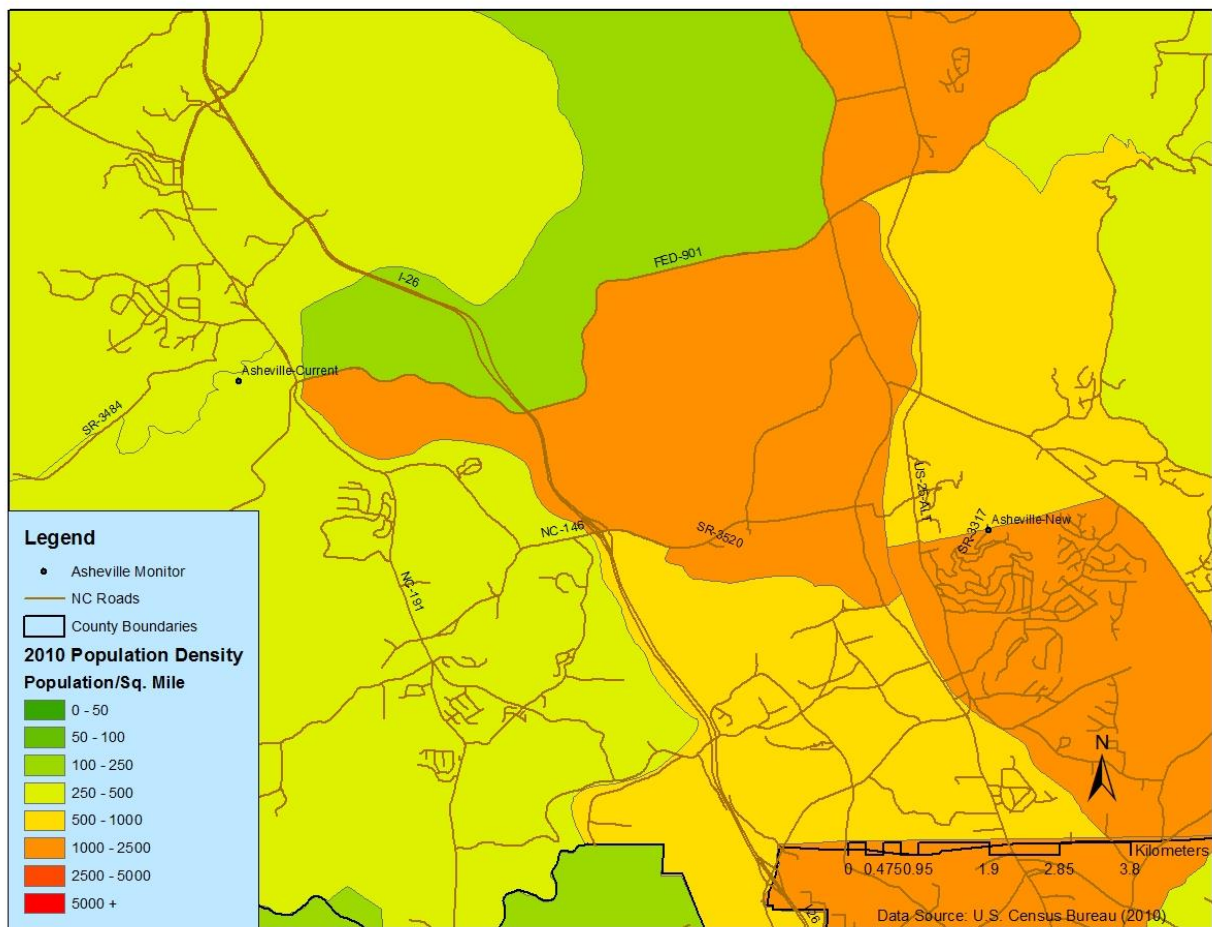 I-26
FED-901
Asheville-Current
SR-3484
US-25-ALT
Asheville-New
SR-3317
NC-146
SR-3520
NC-191
Legend
Asheville Monitor
NC Roads
County Boundaries
2010 Population Density
Population/Sq. Mile
0 - 50
50 - 100
100 - 250
250 - 500
500 - 1000
1000 - 2500
2500 - 5000
5000 +
N
Kilometers
0 0.475 0.95 1.9 2.85 3.8
I-26
Data Source: U.S. Census Bureau (2010)